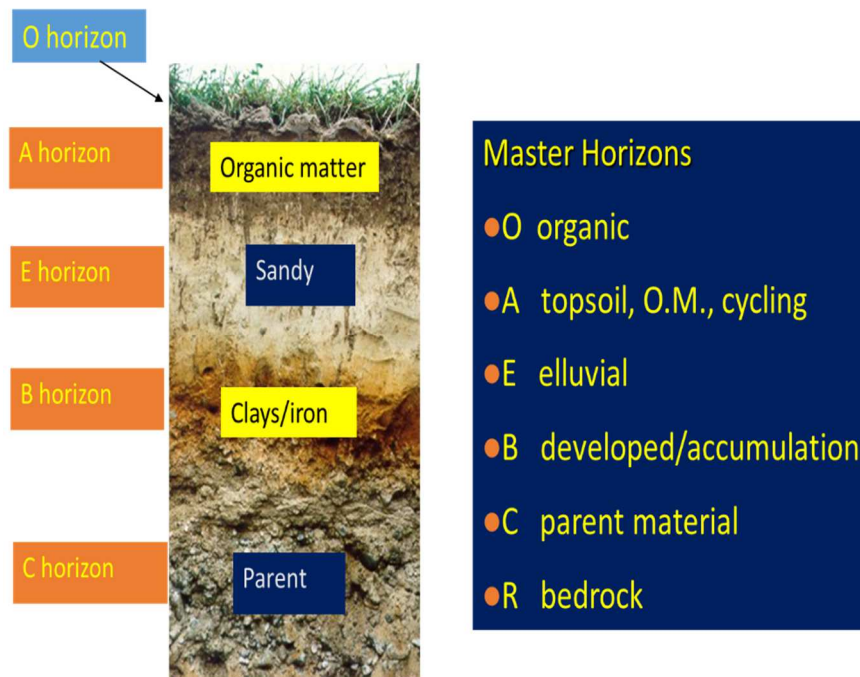 O horizon
A horizon
Organic matter
E horizon
Sandy
B horizon
Clays/iron
C horizon
Parent
Master Horizons
●O organic
●A topsoil, O.M., cycling
●E elluvial
●B developed/accumulation
●C parent material
●R bedrock